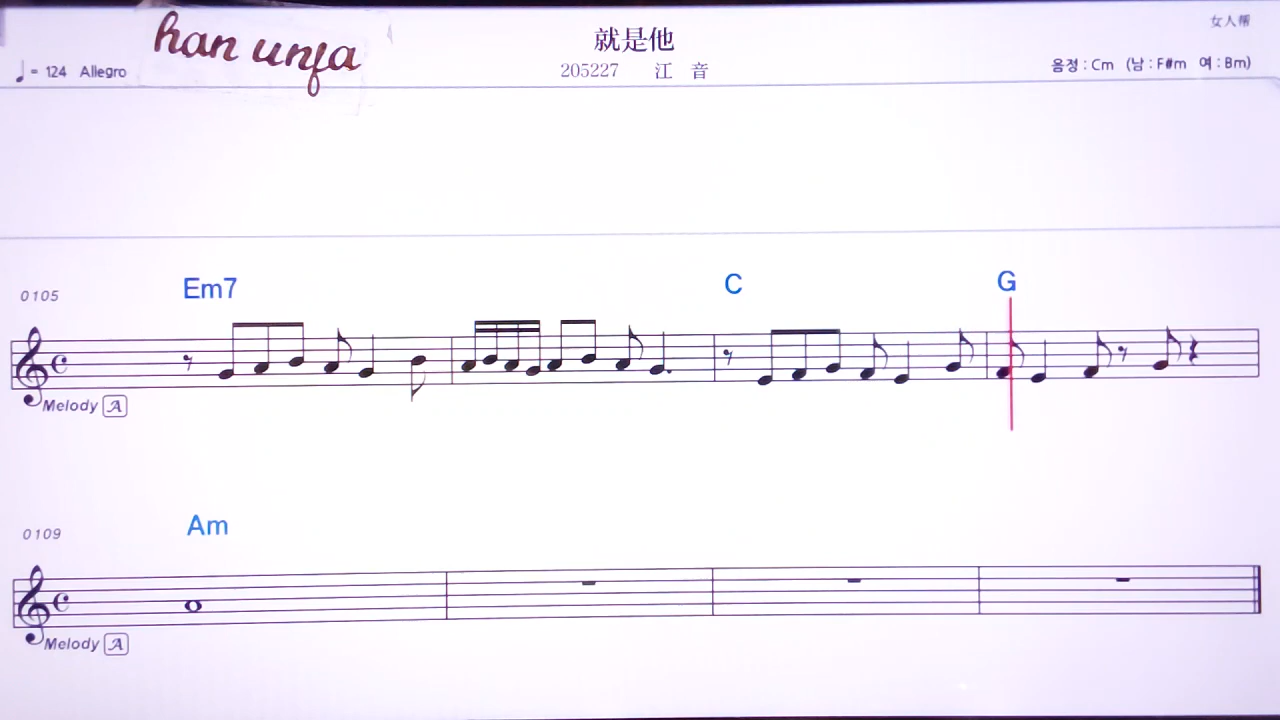 han unja
就是他
女人幇
♩= 124 Allegro
205227 江 音
음정 : Cm (남 : F#m 여 : Bm)
0105
Em7
C
G
Melody A
0109
Am
Melody A